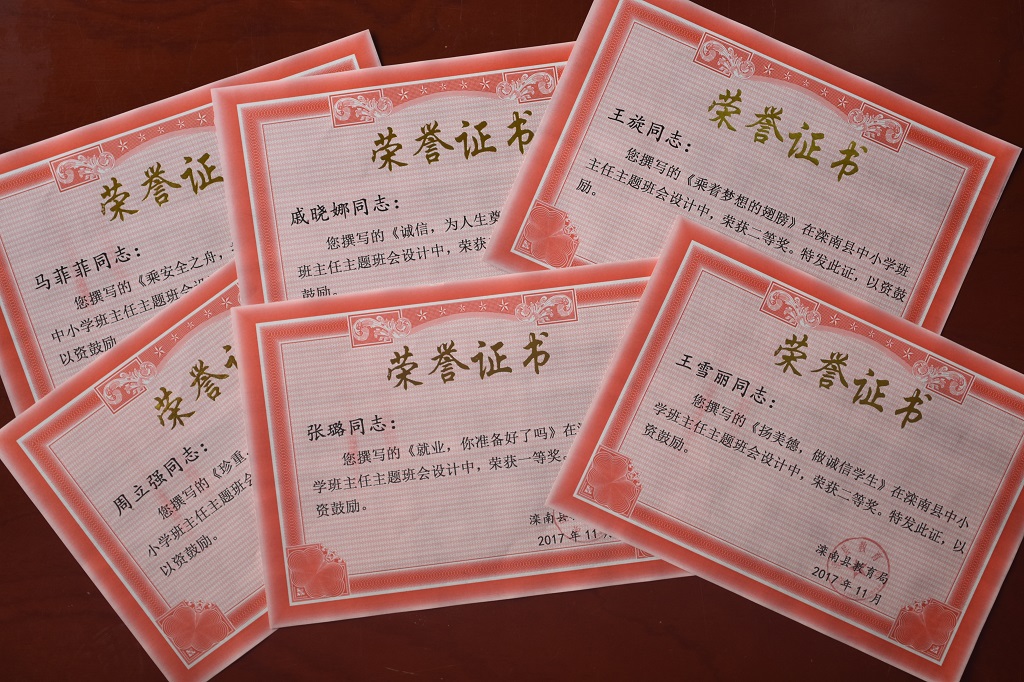 荣誉证
马菲菲同志：
您撰写的《乘安全之舟，
中小学班主任主题班会设
以资鼓励。
荣誉证书
戚晓娜同志：
您撰写的《诚信，为人生奠
班主任主题班会设计中，荣获
鼓励。
荣誉证书
王旋同志：
您撰写的《乘着梦想的翅膀》在滦南县中小学班
主任主题班会设计中，荣获二等奖。特发此证，以资鼓
励。
荣誉证
周立强同志：
您撰写的《珍重
小学班主任主题班
以资鼓励。
荣誉证书
张璐同志：
您撰写的《就业，你准备好了吗》在
学班主任主题班会设计中，荣获一等奖。
资鼓励。
滦南县
2017年11月
荣誉证书
王雪丽同志：
您撰写的《扬美德，做诚信学生》在滦南县中小
学班主任主题班会设计中，荣获二等奖。特发此证，以
资鼓励。
滦南县教育局
2017年11月